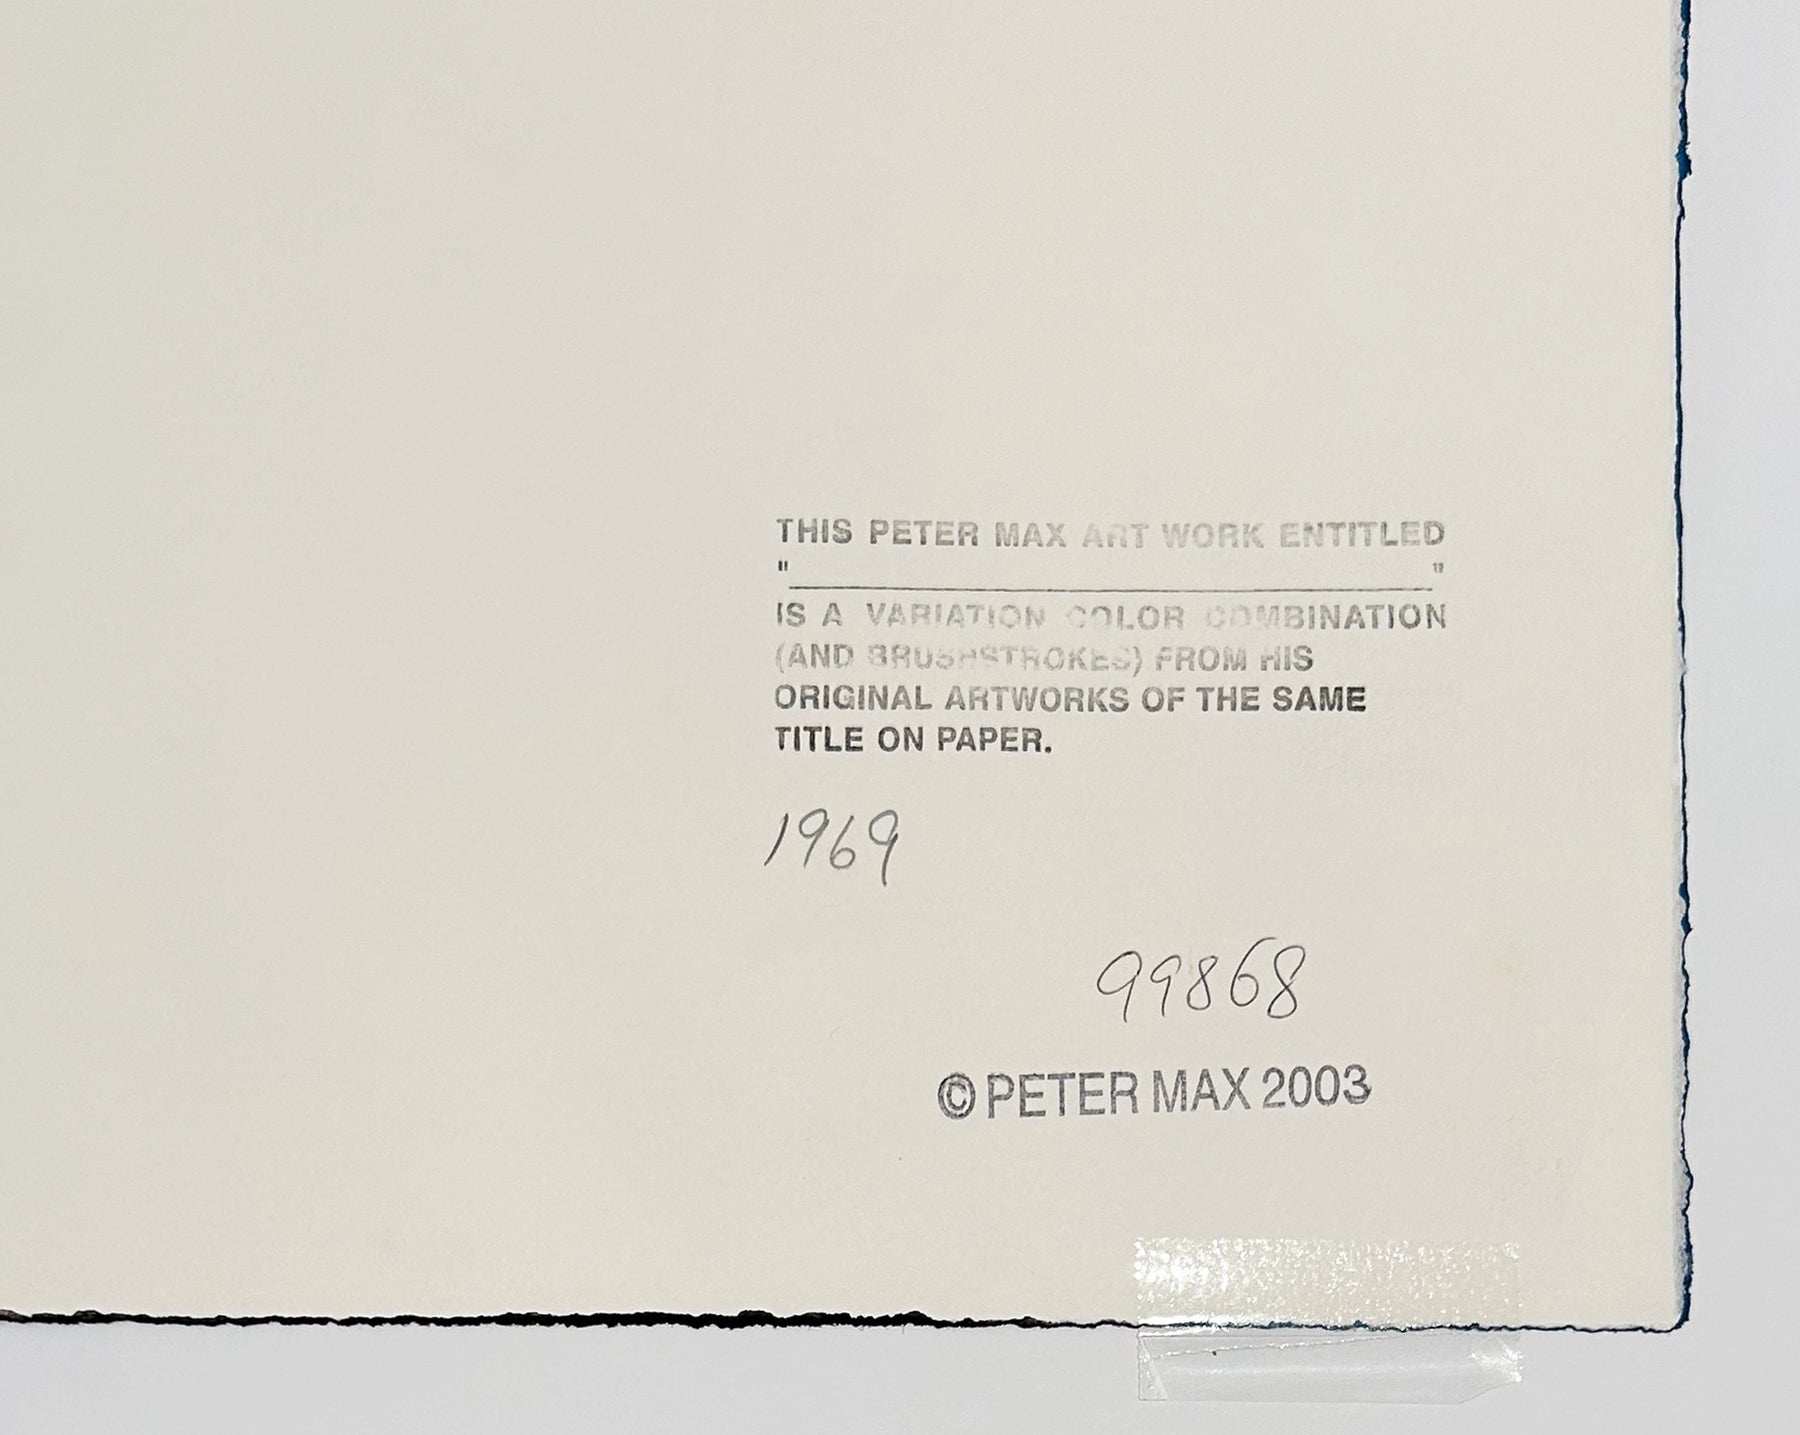 THIS PETER MAX ART WORK ENTITLED
"                    "
IS A VARIATION COLOR COMBINATION
(AND BRUSHSTROKES) FROM HIS
ORIGINAL ARTWORKS OF THE SAME
TITLE ON PAPER.
1969
99868
© PETER MAX 2003